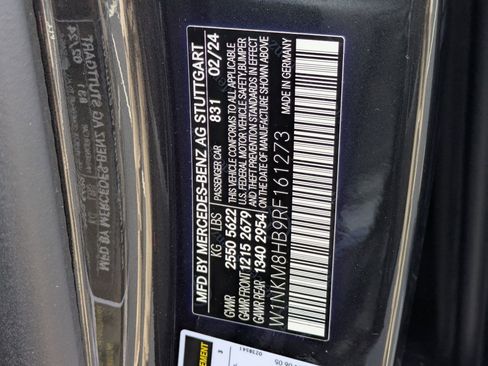 MFD BY MERCEDES-BENZ AG STUTTGART
PASSENGER CAR 831 02/24
KG LBS
GVWR 2550 5622
GAWR FRONT 1215 2679
GAWR REAR 1340 2954
THIS VEHICLE CONFORMS TO ALL APPLICABLE
U.S. FEDERAL MOTOR VEHICLE SAFETY, BUMPER
AND THEFT PREVENTION STANDARDS IN EFFECT
ON THE DATE OF MANUFACTURE SHOWN ABOVE
W1NKM8HB9RF161273
MADE IN GERMANY